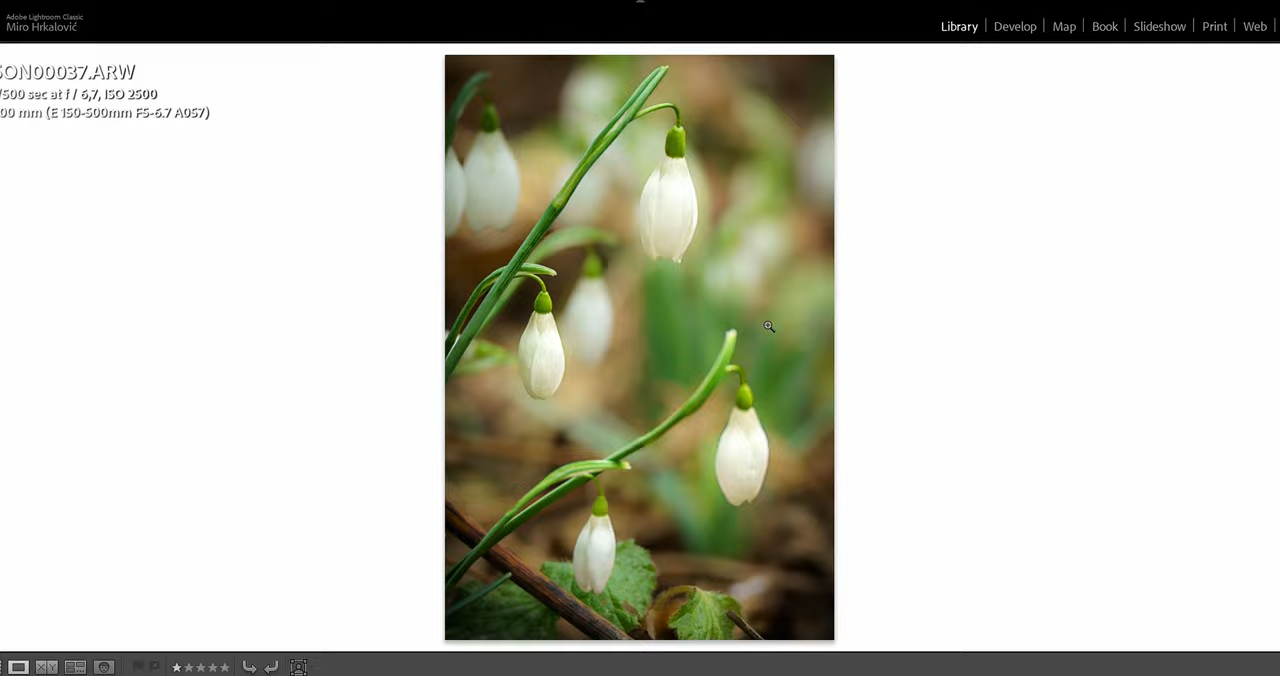 Adobe Lightroom Classic
Miro Hrkalović
Library | Develop | Map | Book | Slideshow | Print | Web
SON00037.ARW
/500 sec at f / 6,7, ISO 2500
00 mm (E 150-500mm F5-6.7 A057)
XY